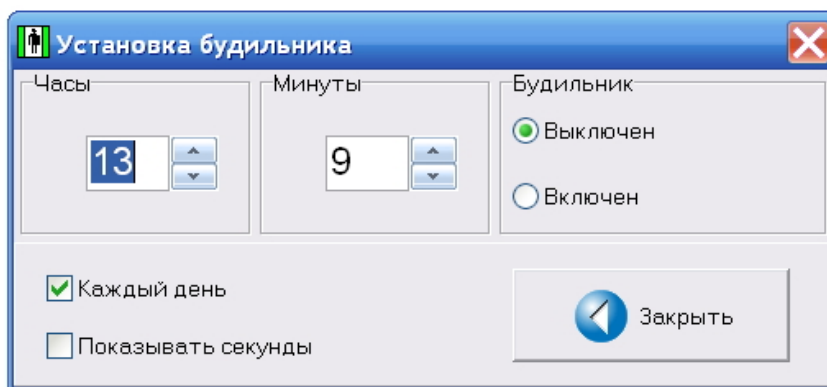 Установка будильника
Часы
Минуты
Будильник
13
9
Выключен
Включен
Каждый день
Показывать секунды
Закрыть